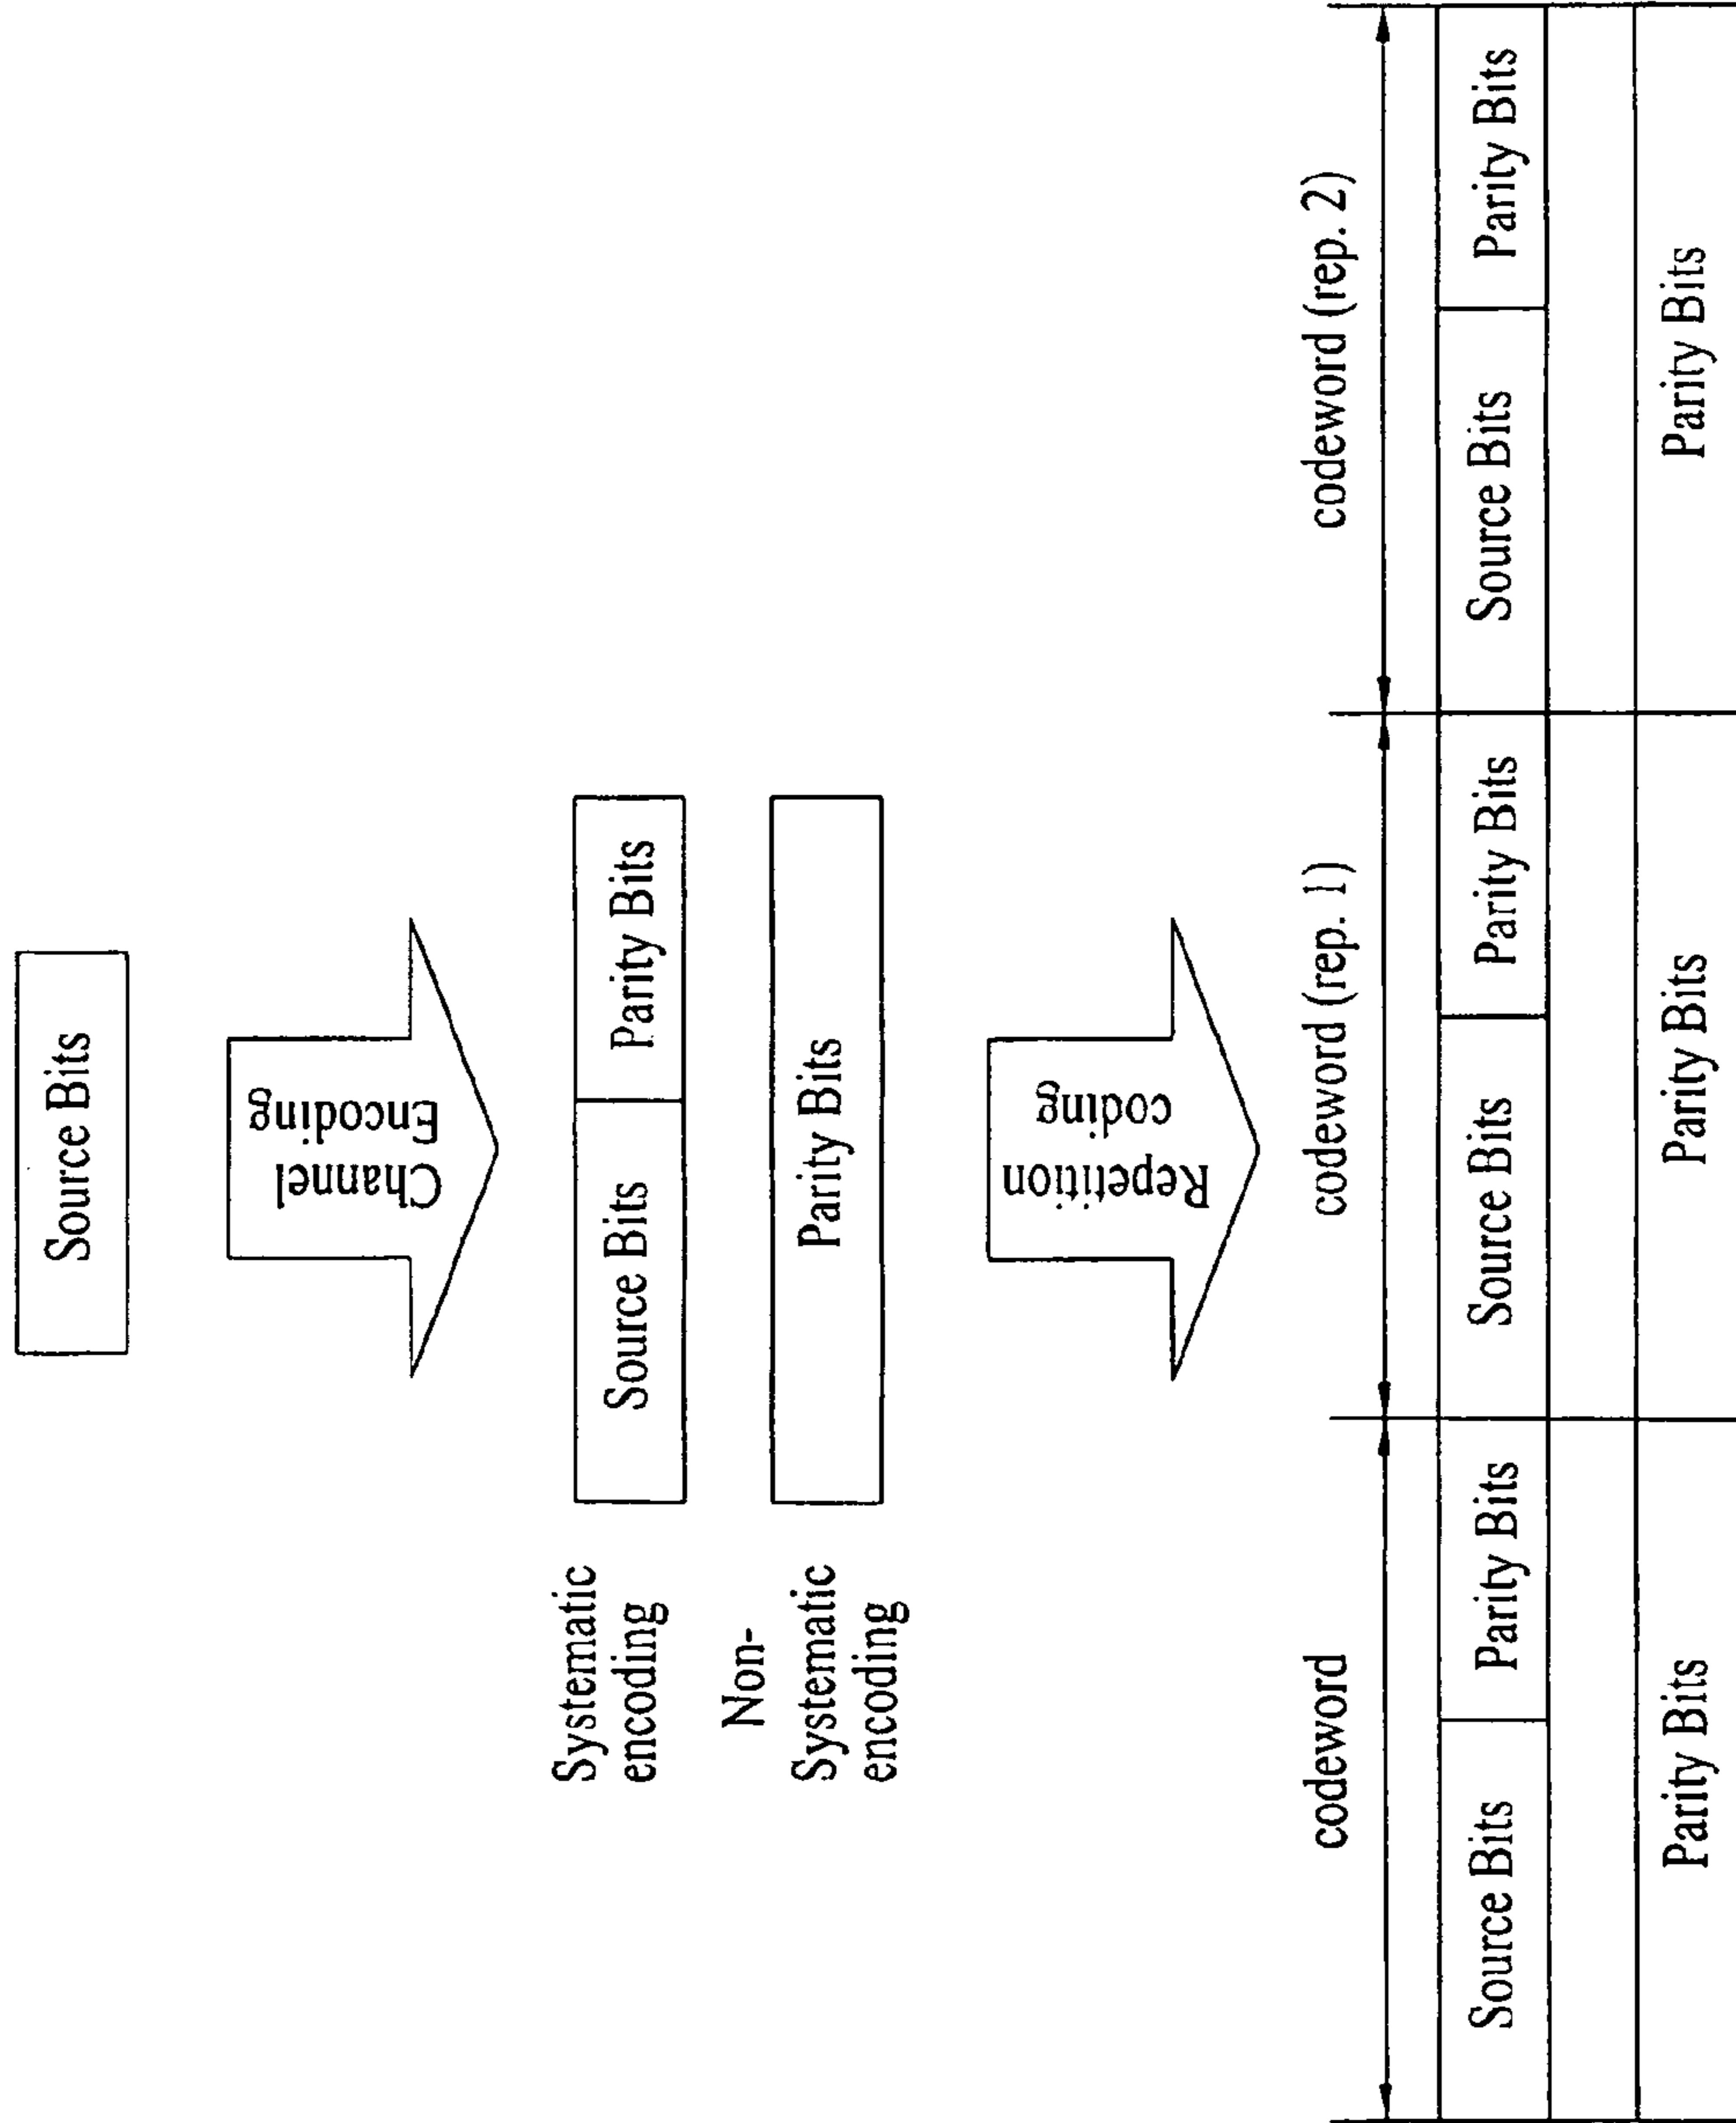 Source Bits
Channel
Encoding
Systematic
encoding
Source Bits
Parity Bits
Non-
Systematic
encoding
Parity Bits
Repetition
coding
codeword
codeword (rep. 1)
codeword (rep. 2)
Source Bits
Parity Bits
Source Bits
Parity Bits
Source Bits
Parity Bits
Parity Bits
Parity Bits
Parity Bits